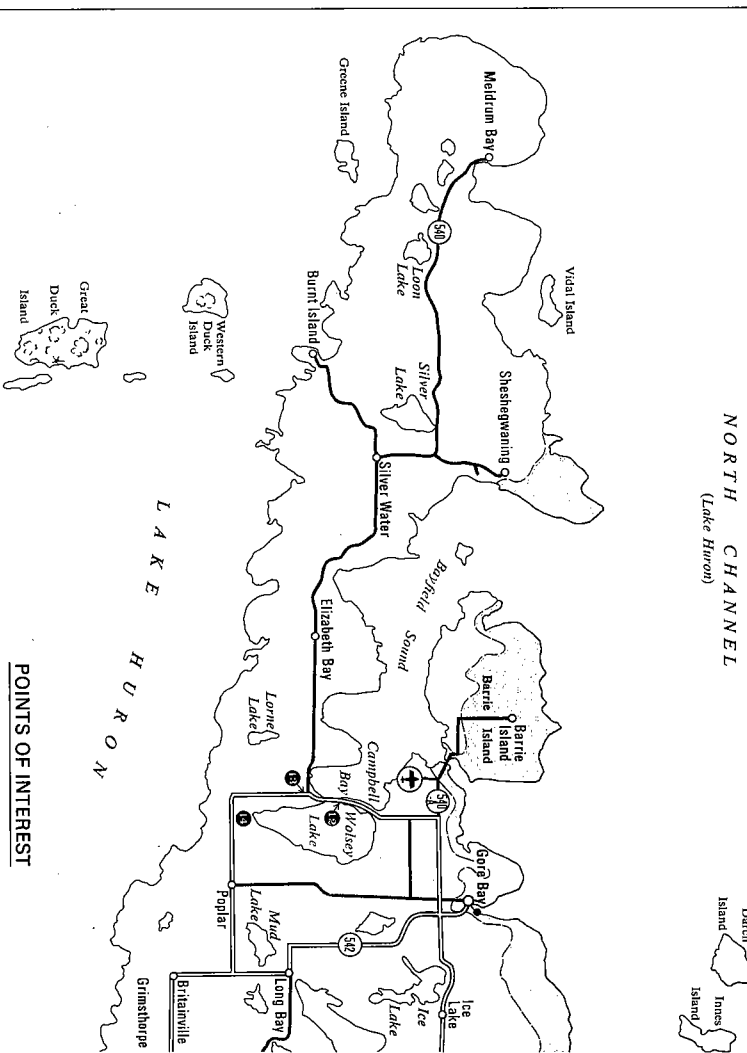 NORTH CHANNEL
(Lake Huron)
Island
Innes
Island
Vidal Island
Meldrum Bay
Greene Island
540
Loon
Lake
Silver
Lake
Sheshegwaning
Burnt Island
Silver Water
Western
Duck
Island
Great
Duck
Island
Bayfield
Sound
Elizabeth Bay
LAKE HURON
Lorne
Lake
Barrie
Island
Barrie
Island
540
Campbell
Bay
Wolsey
Lake
Gore Bay
Poplar
Mud
Lake
542
Long Bay
Ice
Lake
Ice
Lake
Britainville
Grimsthorpe
POINTS OF INTEREST